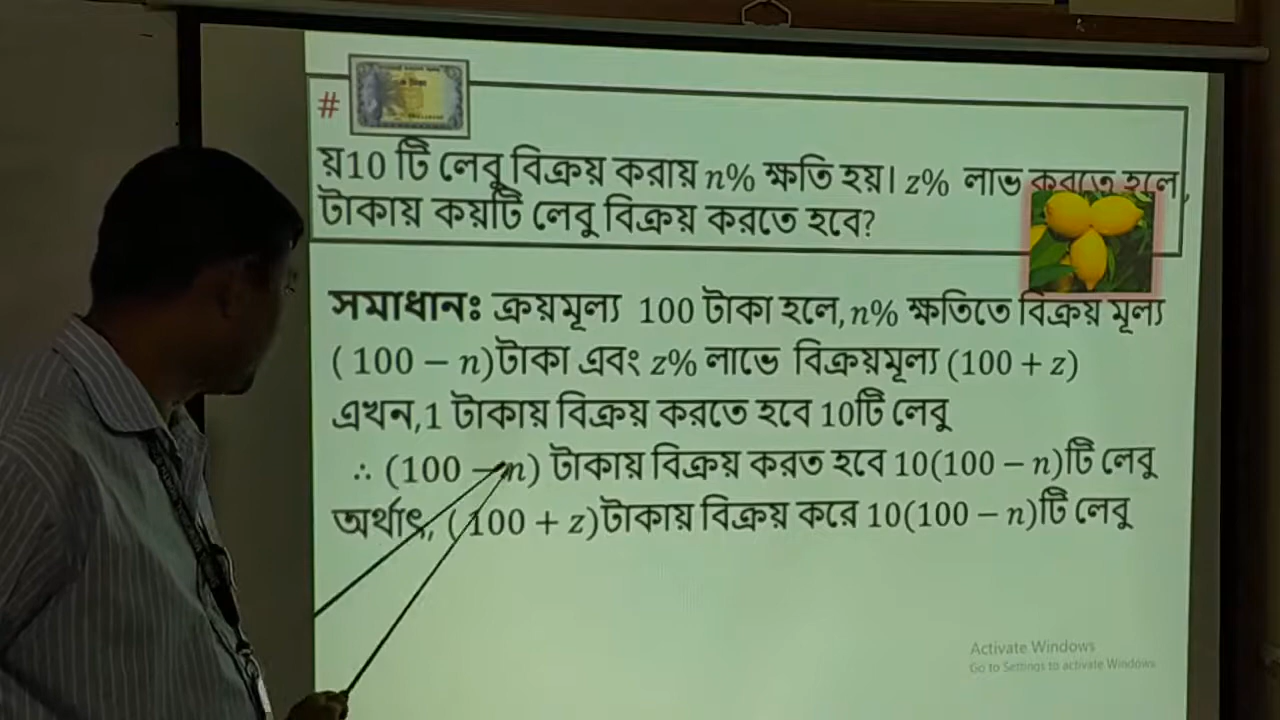 #
য়10 টি লেবু বিক্রয় করায় n% ক্ষতি হয়। z% লাভ করতে হলে,
টাকায় কয়টি লেবু বিক্রয় করতে হবে?
সমাধানঃ ক্রয়মূল্য 100 টাকা হলে, n% ক্ষতিতে বিক্রয় মূল্য
( 100 − n)টাকা এবং z% লাভে বিক্রয়মূল্য (100 + z)
এখন,1 টাকায় বিক্রয় করতে হবে 10টি লেবু
∴ (100 − n) টাকায় বিক্রয় করত হবে 10(100 − n)টি লেবু
অর্থাৎ, (100 + z)টাকায় বিক্রয় করে 10(100 − n)টি লেবু
Activate Windows
Go to Settings to activate Windows.